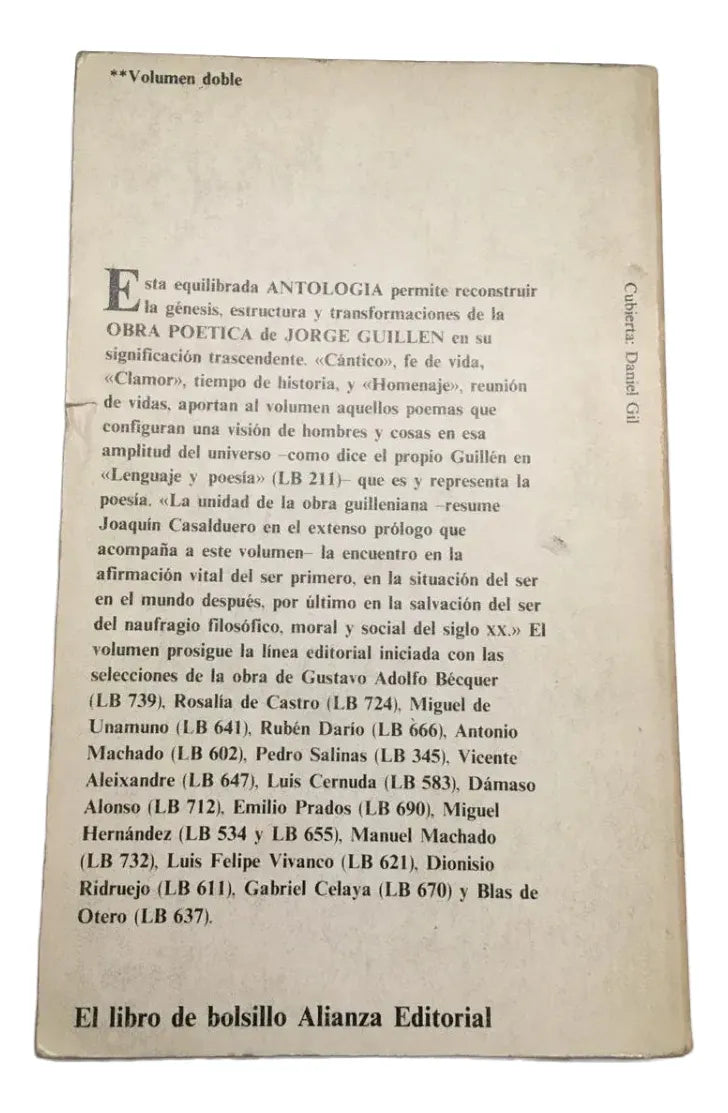 **Volumen doble
Esta equilibrada ANTOLOGIA permite reconstruir
la génesis, estructura y transformaciones de la
OBRA POETICA de JORGE GUILLEN en su
significación trascendente. «Cántico», fe de vida,
«Clamor», tiempo de historia, y «Homenaje», reunión
de vidas, aportan al volumen aquellos poemas que
configuran una visión de hombres y cosas en esa
amplitud del universo –como dice el propio Guillén en
«Lenguaje y poesía» (LB 211)– que es y representa la
poesía. «La unidad de la obra guilleniana –resume
Joaquín Casalduero en el extenso prólogo que
acompaña a este volumen– la encuentro en la
afirmación vital del ser primero, en la situación del ser
en el mundo después, por último en la salvación del ser
del naufragio filosófico, moral y social del siglo XX.» El
volumen prosigue la línea editorial iniciada con las
selecciones de la obra de Gustavo Adolfo Bécquer
(LB 739), Rosalía de Castro (LB 724), Miguel de
Unamuno (LB 641), Rubén Darío (LB 666), Antonio
Machado (LB 602), Pedro Salinas (LB 345), Vicente
Aleixandre (LB 647), Luis Cernuda (LB 583), Dámaso
Alonso (LB 712), Emilio Prados (LB 690), Miguel
Hernández (LB 534 y LB 655), Manuel Machado
(LB 732), Luis Felipe Vivanco (LB 621), Dionisio
Ridruejo (LB 611), Gabriel Celaya (LB 670) y Blas de
Otero (LB 637).
El libro de bolsillo Alianza Editorial
Cubierta: Daniel Gil